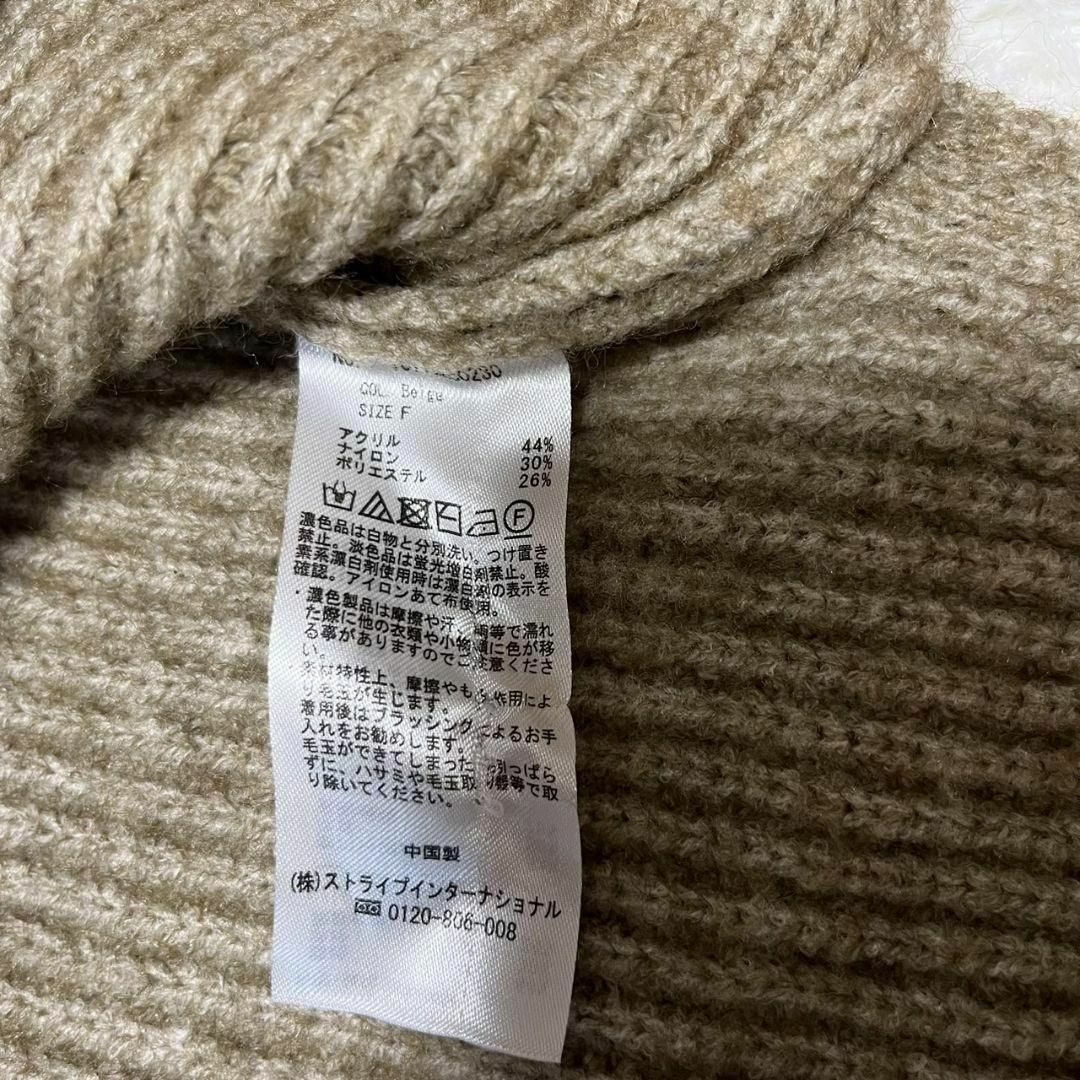 COL. Beige
SIZE F
アクリル 44%
ナイロン 30%
ポリエステル 26%
F
濃色品は白物と分別洗い。つけ置き
禁止。淡色品は蛍光増白剤禁止。酸
素系漂白剤使用時は漂白剤の表示を
確認。アイロンあて布使用。
・濃色製品は摩擦や汗、雨等で濡れ
た際に他の衣類や小物類に色が移
る事がありますのでご注意くださ
い。
・素材特性上、摩擦やもみ作用によ
り毛玉が生じます。
着用後はブラッシングによるお手
入れをお勧めします。
毛玉ができてしまった 引っぱら
ずに、ハサミや毛玉取り器等で取
り除いてください。
中国製
(株)ストライプインターナショナル
0120-806-008